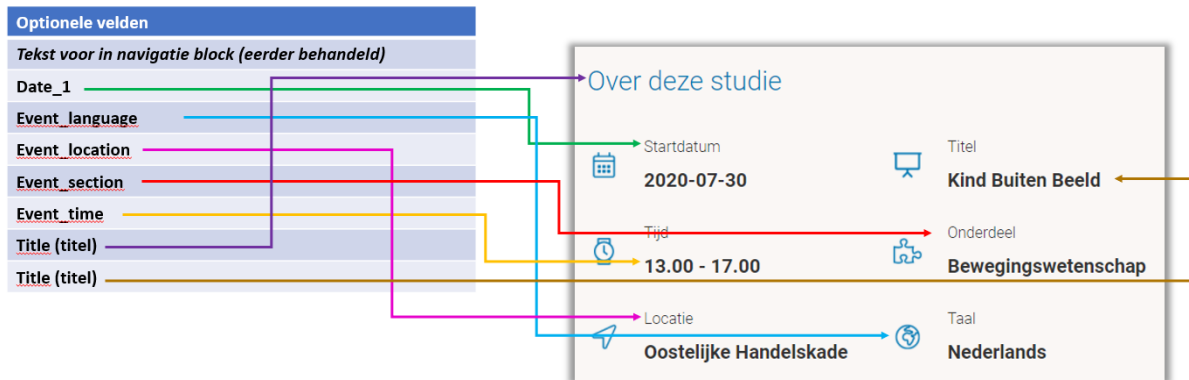 Optionele velden
Tekst voor in navigatie block (eerder behandeld)
Date_1
Event_language
Event_location
Event_section
Event_time
Title (titel)
Title (titel)
Over deze studie
Startdatum
2020-07-30
Titel
Kind Buiten Beeld
Tijd
13.00 - 17.00
Onderdeel
Bewegingswetenschap
Locatie
Oostelijke Handelskade
Taal
Nederlands